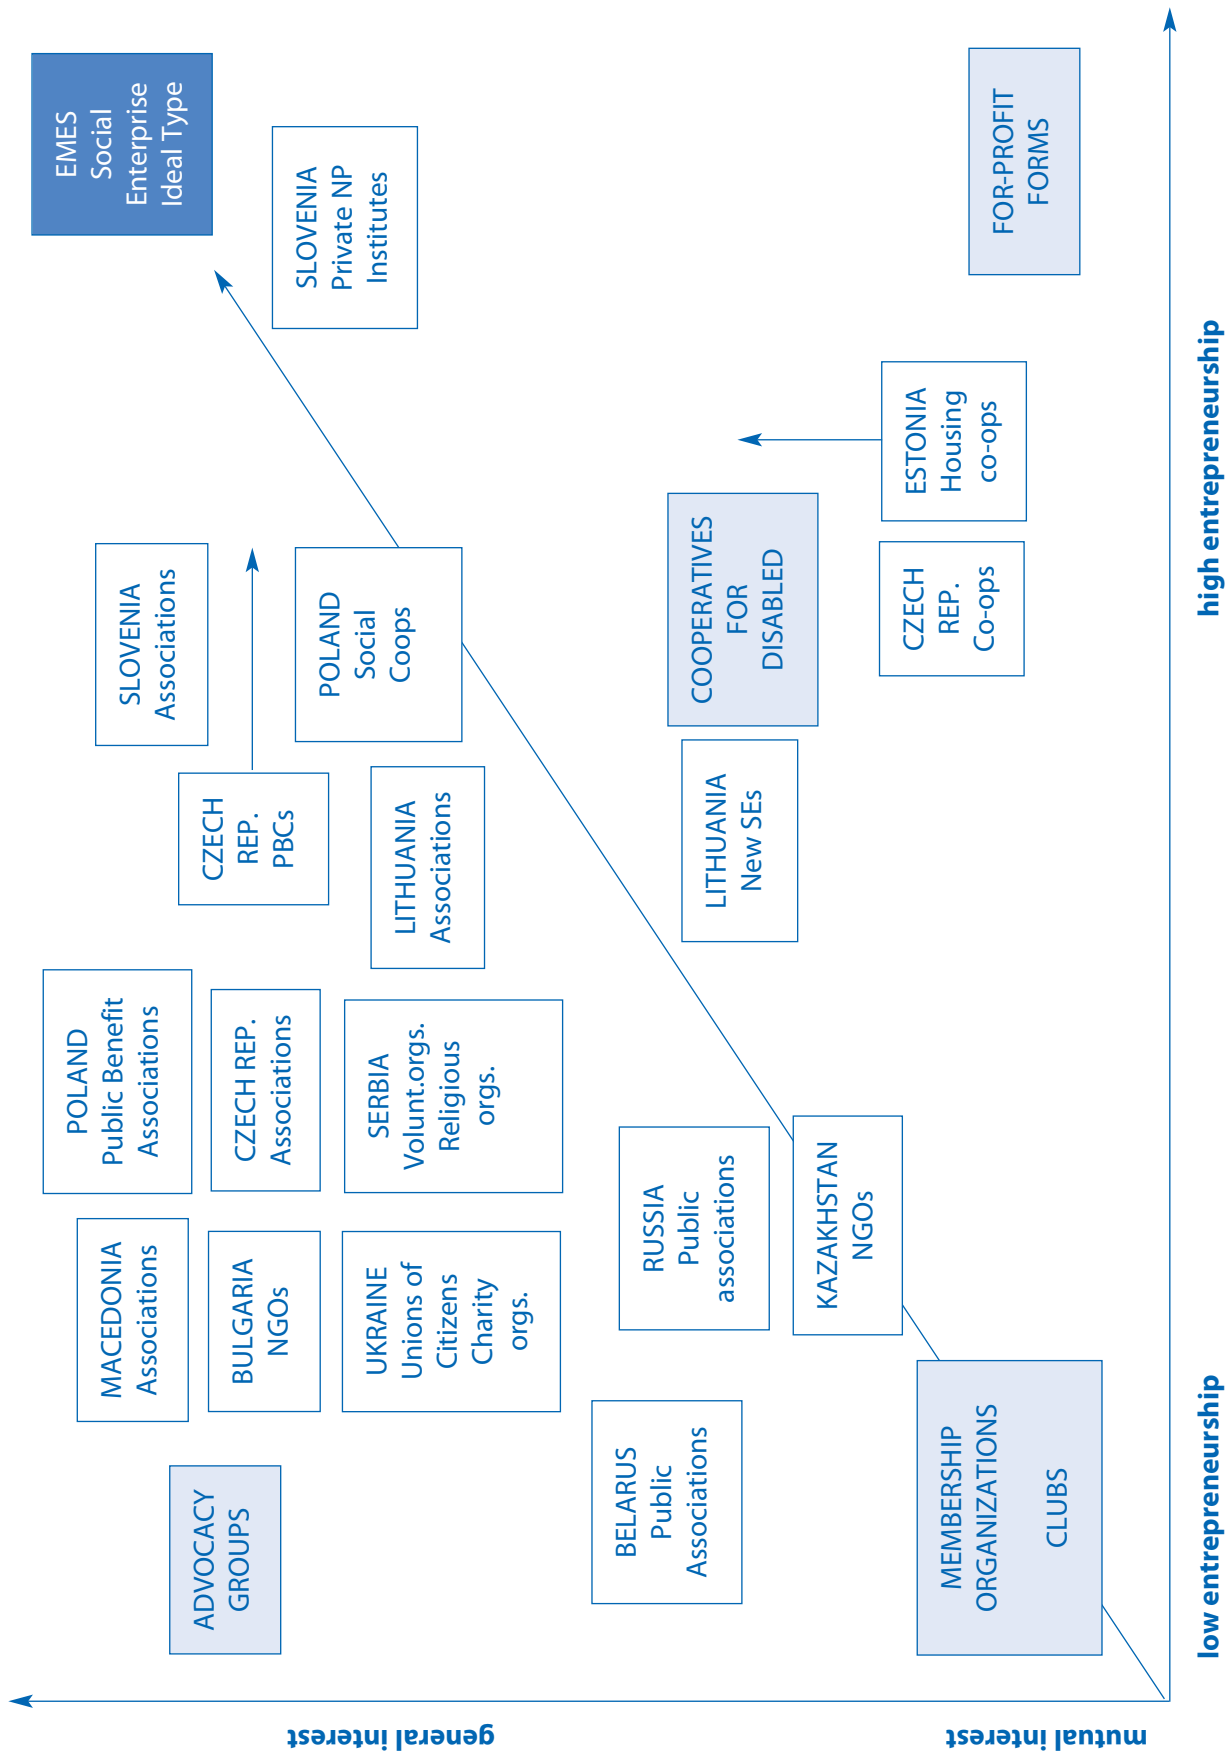 EMES
Social
Enterprise
Ideal Type
SLOVENIA
Associations
POLAND
Public Benefit
Associations
MACEDONIA
Associations
ADVOCACY
GROUPS
CZECH
REP.
PBCs
CZECH REP.
Associations
BULGARIA
NGOs
SLOVENIA
Private NP
Institutes
POLAND
Social
Coops
LITHUANIA
Associations
SERBIA
Volunt.orgs.
Religious
orgs.
UKRAINE
Unions of
Citizens
Charity
orgs.
BELARUS
Public
Associations
RUSSIA
Public
associations
KAZAKHSTAN
NGOs
LITHUANIA
New SEs
COOPERATIVES
FOR
DISABLED
CZECH
REP.
Co-ops
ESTONIA
Housing
co-ops
FOR-PROFIT
FORMS
MEMBERSHIP
ORGANIZATIONS
CLUBS
general interest
mutual interest
low entrepreneurship
high entrepreneurship